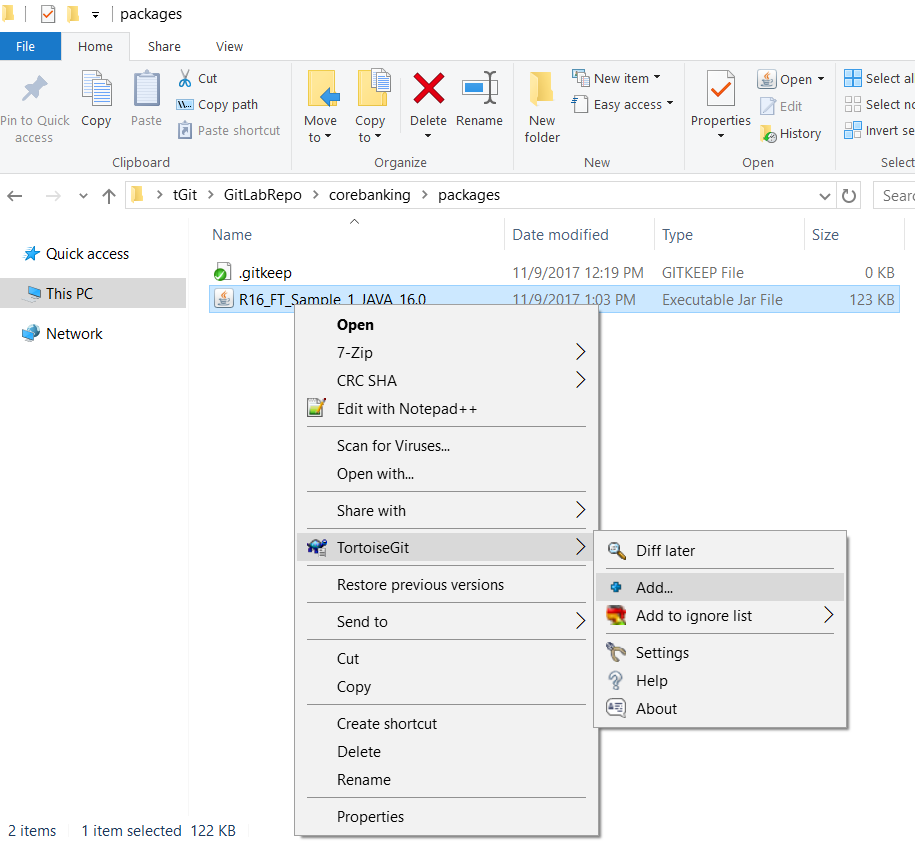 packages
File Home Share View
Pin to Quick access
Copy
Paste
Cut
Copy path
Paste shortcut
Clipboard
Move to
Copy to
Delete
Rename
Organize
New folder
New item
Easy access
New
Properties
Open
Edit
History
Open
Select al
Select no
Invert se
Select
tGit > GitLabRepo > corebanking > packages
Sear
Quick access
This PC
Network
Name Date modified Type Size
.gitkeep 11/9/2017 12:19 PM GITKEEP File 0 KB
R16_FT_Sample_1_JAVA_16.0 11/9/2017 1:03 PM Executable Jar File 123 KB
Open
7-Zip
CRC SHA
Edit with Notepad++
Scan for Viruses...
Open with...
Share with
TortoiseGit
Restore previous versions
Send to
Cut
Copy
Create shortcut
Delete
Rename
Properties
Diff later
Add...
Add to ignore list
Settings
Help
About
2 items 1 item selected 122 KB